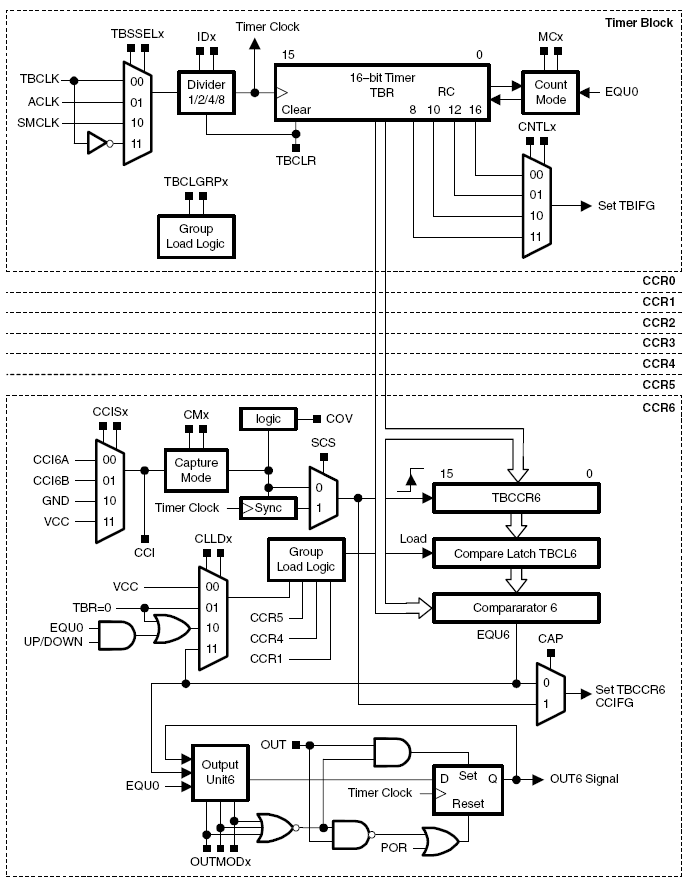 Timer Block
TBSSELx
IDx
Timer Clock
15
0
MCx
TBCLK
ACLK
SMCLK
00
01
10
11
Divider
1/2/4/8
16-bit Timer
TBR
RC
Clear
8 10 12 16
Count
Mode
EQU0
TBCLR
CNTLx
00
01
10
11
Set TBIFG
TBCLGRPx
Group
Load Logic
CCR0
CCR1
CCR2
CCR3
CCR4
CCR5
CCR6
CCISx
CMx
logic
COV
SCS
CCI6A
CCI6B
GND
VCC
00
01
10
11
Capture
Mode
Timer Clock
Sync
0
1
15
0
TBCCR6
CCI
CLLDx
Group
Load Logic
Load
Compare Latch TBCL6
VCC
TBR=0
EQU0
UP/DOWN
00
01
10
11
CCR5
CCR4
CCR1
Compararator 6
EQU6
CAP
0
1
Set TBCCR6
CCIFG
OUT
Output
Unit6
EQU0
Timer Clock
D
Set
Q
Reset
OUT6 Signal
POR
OUTMODx